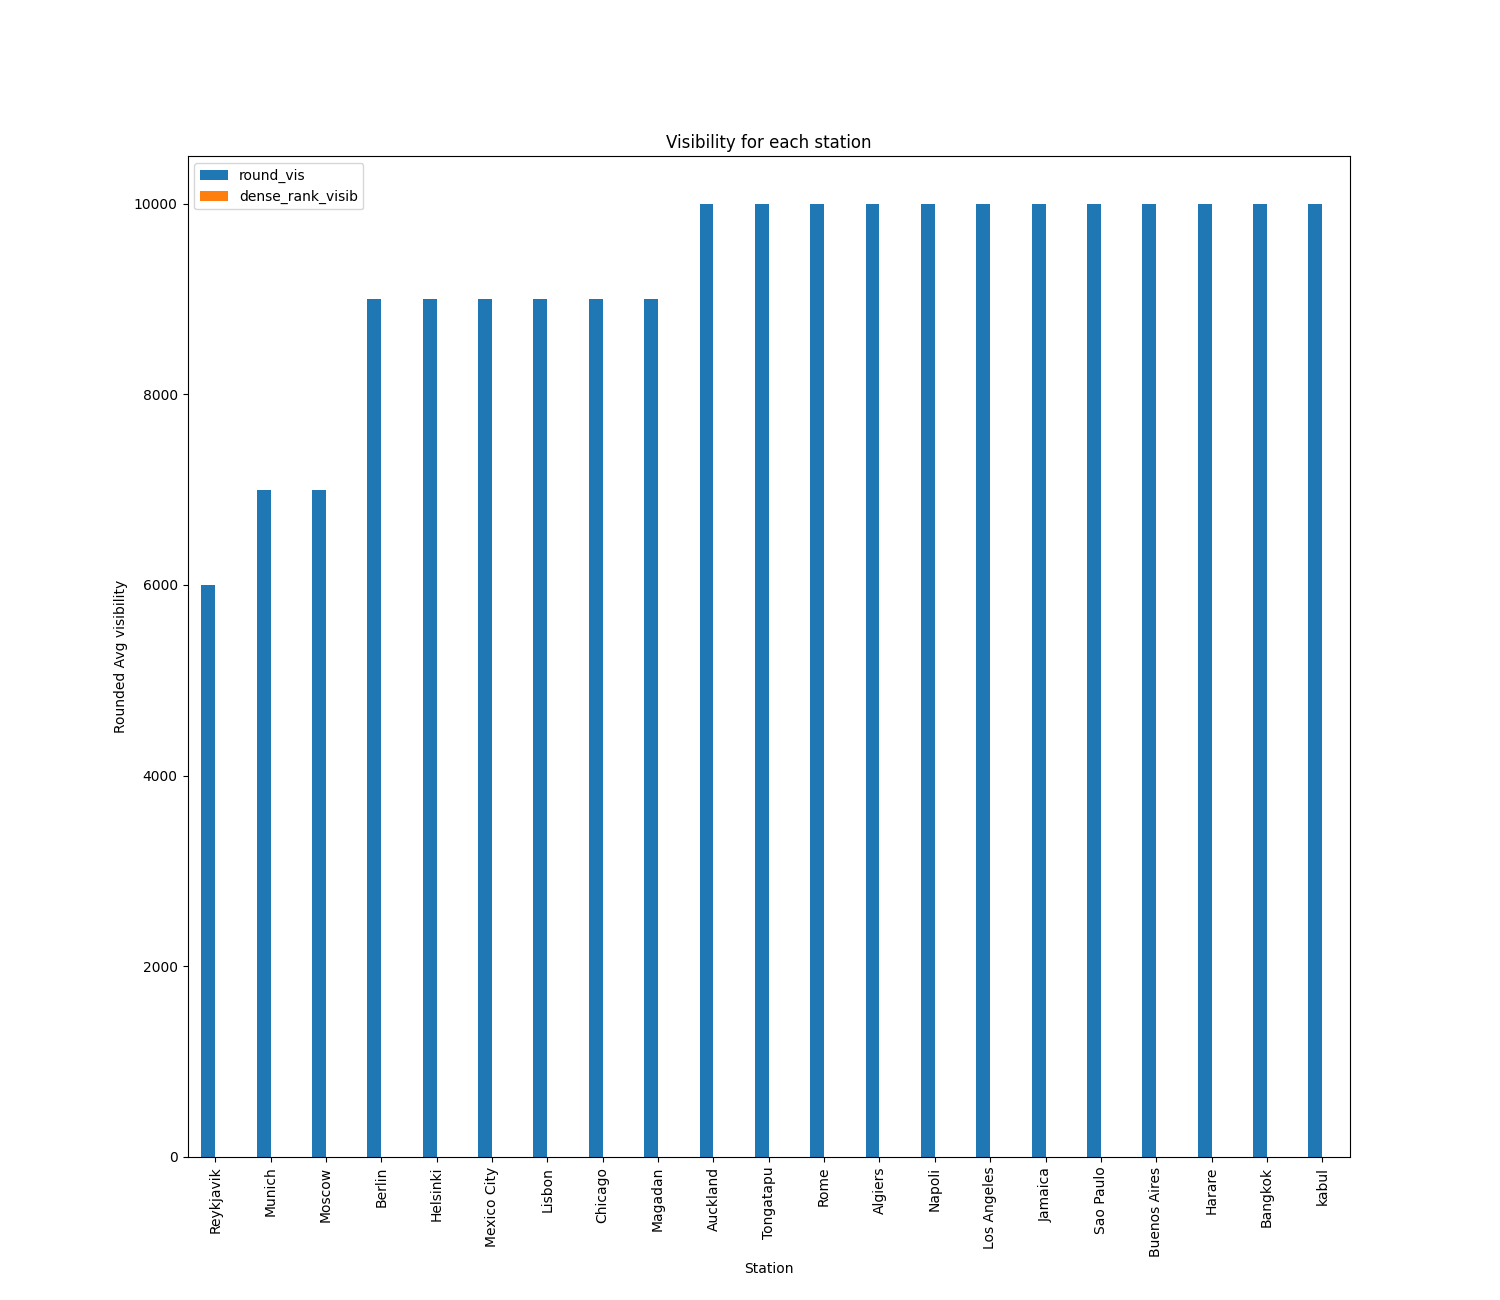 Visibility for each station
round_vis
dense_rank_visib
10000
8000
6000
4000
2000
0
Rounded Avg visibility
Reykjavik
Munich
Moscow
Berlin
Helsinki
Mexico City
Lisbon
Chicago
Magadan
Auckland
Tongatapu
Rome
Algiers
Napoli
Los Angeles
Jamaica
Sao Paulo
Buenos Aires
Harare
Bangkok
kabul
Station